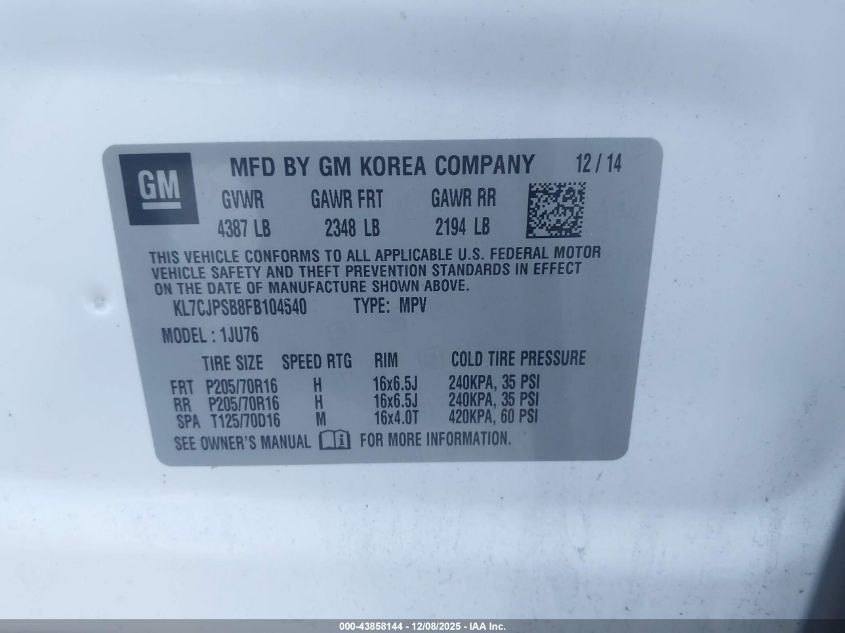 GM
MFD BY GM KOREA COMPANY 12/14
GVWR GAWR FRT GAWR RR
4387 LB 2348 LB 2194 LB
THIS VEHICLE CONFORMS TO ALL APPLICABLE U.S. FEDERAL MOTOR
VEHICLE SAFETY AND THEFT PREVENTION STANDARDS IN EFFECT
ON THE DATE OF MANUFACTURE SHOWN ABOVE.
KL7CJPSB8FB104540 TYPE: MPV
MODEL : 1JU76
TIRE SIZE SPEED RTG RIM COLD TIRE PRESSURE
FRT P205/70R16 H 16x6.5J 240KPA, 35 PSI
RR P205/70R16 H 16x6.5J 240KPA, 35 PSI
SPA T125/70D16 M 16x4.0T 420KPA, 60 PSI
SEE OWNER'S MANUAL i FOR MORE INFORMATION.
000-43858144 - 12/08/2025 - IAA Inc.